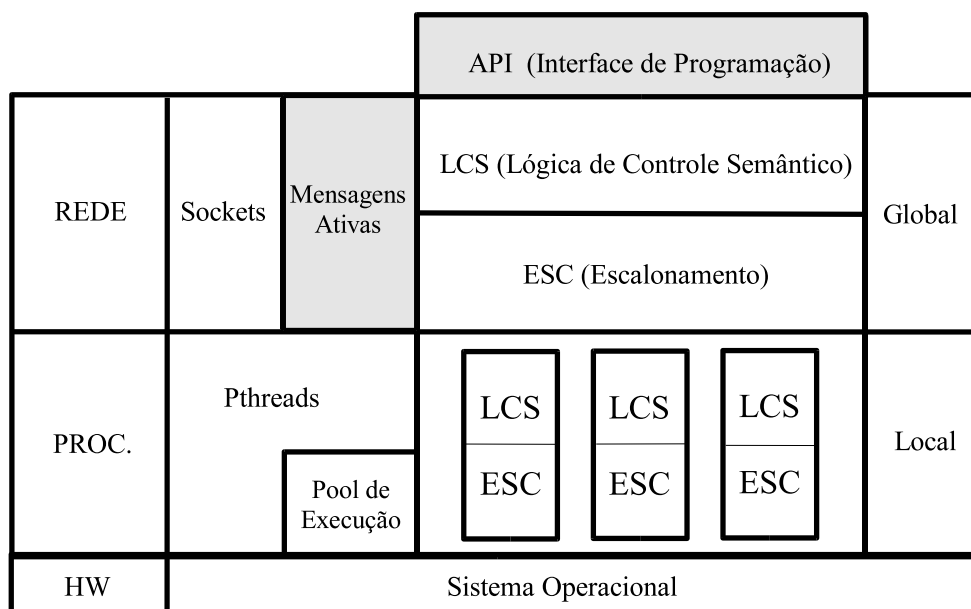 API (Interface de Programação)
LCS (Lógica de Controle Semântico)
REDE
Sockets
Mensagens
Ativas
Global
ESC (Escalonamento)
Pthreads
LCS
LCS
LCS
PROC.
Local
ESC
ESC
ESC
Pool de
Execução
HW
Sistema Operacional